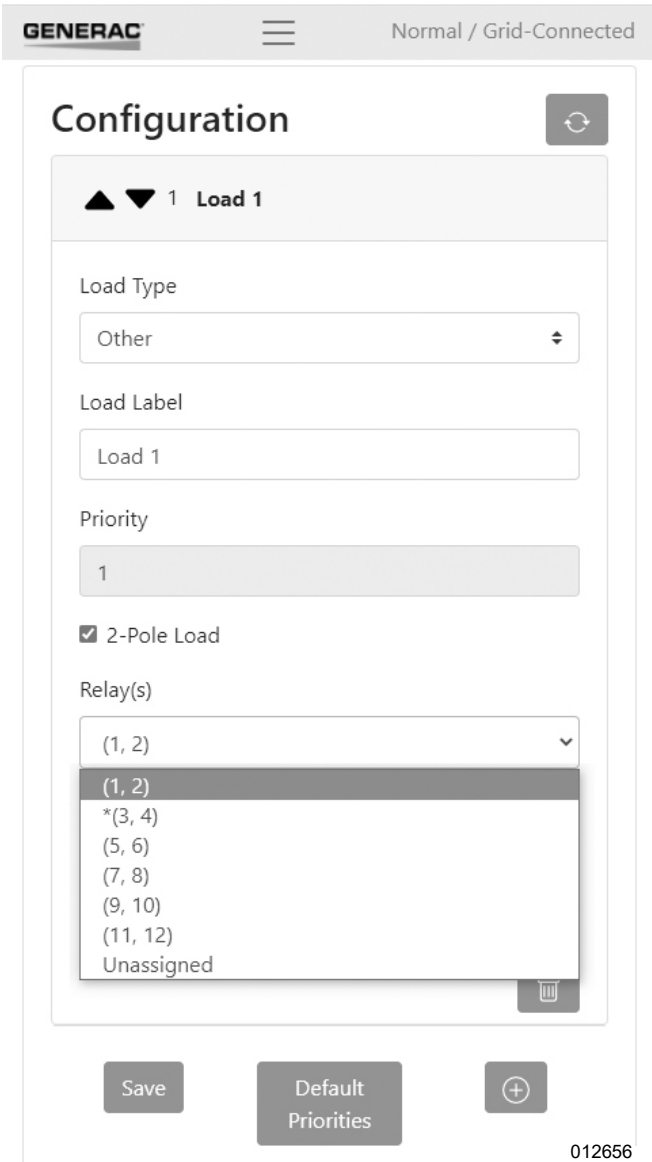 GENERAC
Normal / Grid-Connected
Configuration
1 Load 1
Load Type
Other
Load Label
Load 1
Priority
1
2-Pole Load
Relay(s)
(1, 2)
(1, 2)
*(3, 4)
(5, 6)
(7, 8)
(9, 10)
(11, 12)
Unassigned
Save
Default
Priorities
012656